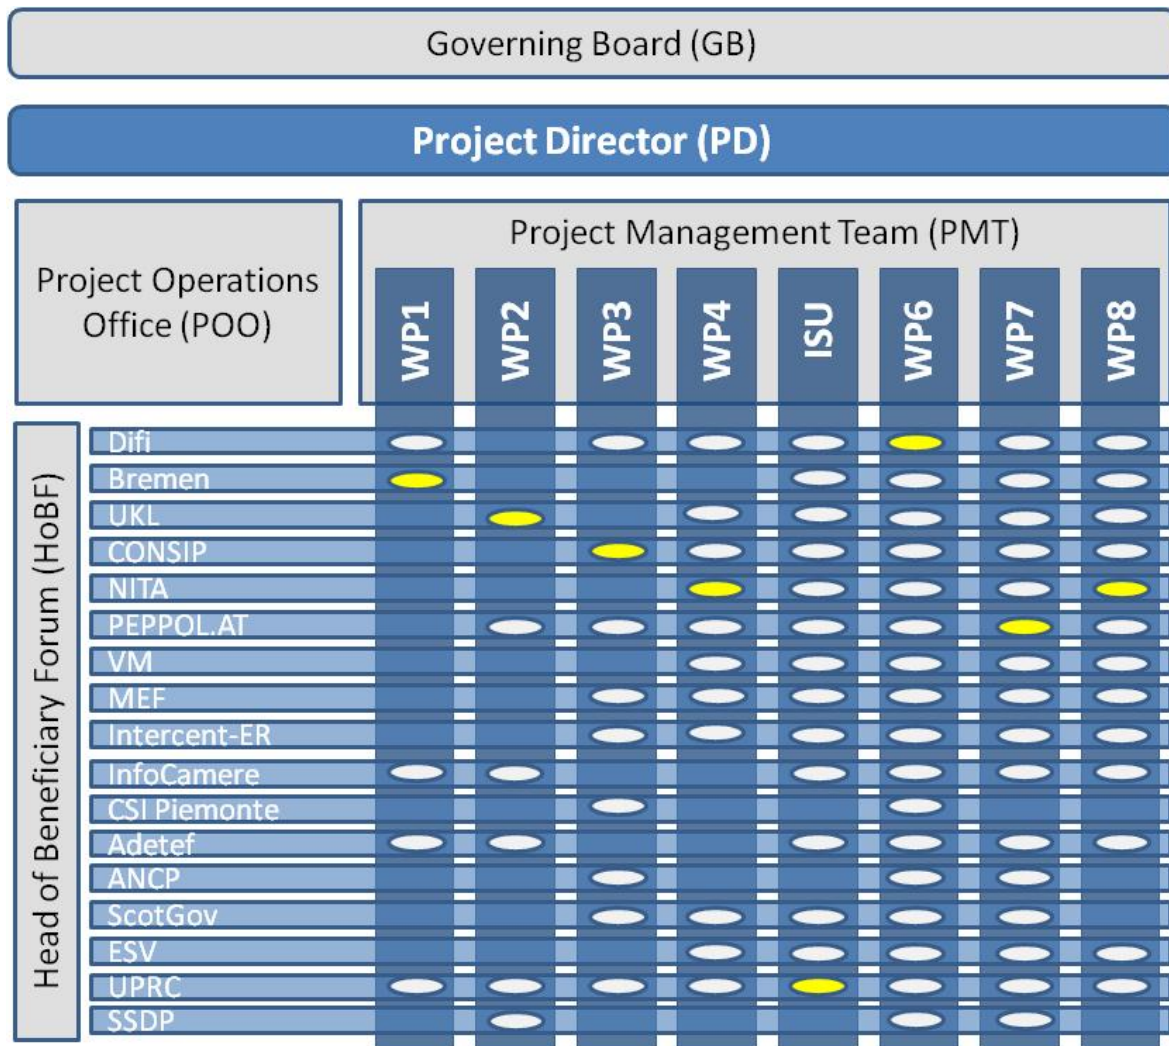 Governing Board (GB)
Project Director (PD)
Project Operations
Office (POO)
Project Management Team (PMT)
WP1
WP2
WP3
WP4
ISU
WP6
WP7
WP8
Head of Beneficiary Forum (HoBF)
Difi
Bremen
UKL
CONSIP
NITA
PEPPOL.AT
VM
MEF
Intercent-ER
InfoCamere
CSI Piemonte
Adetef
ANCP
ScotGov
ESV
UPRC
SSDP